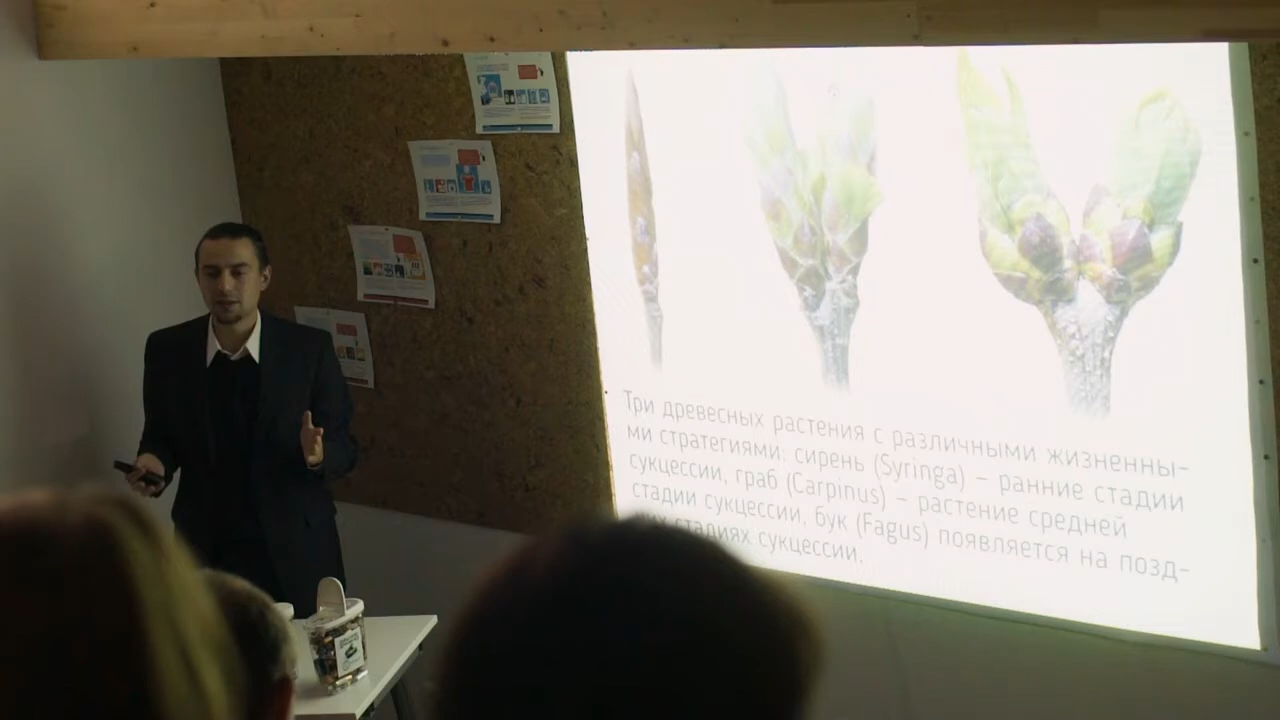 Три древесных растения с различными жизненны-
ми стратегиями: сирень (Syringa) – ранние стадии
сукцессии, граб (Carpinus) – растение средней
стадии сукцессии, бук (Fagus) появляется на позд-
стадиях сукцессии.